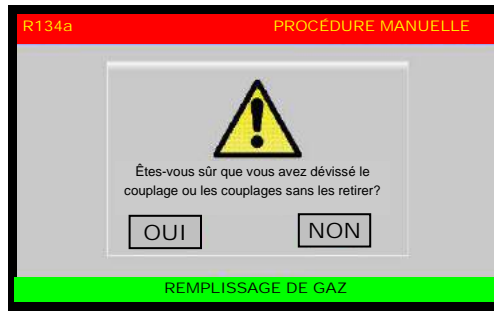 R134a PROCÉDURE MANUELLE
Êtes-vous sûr que vous avez dévissé le
couplage ou les couplages sans les retirer?
OUI NON
REMPLISSAGE DE GAZ